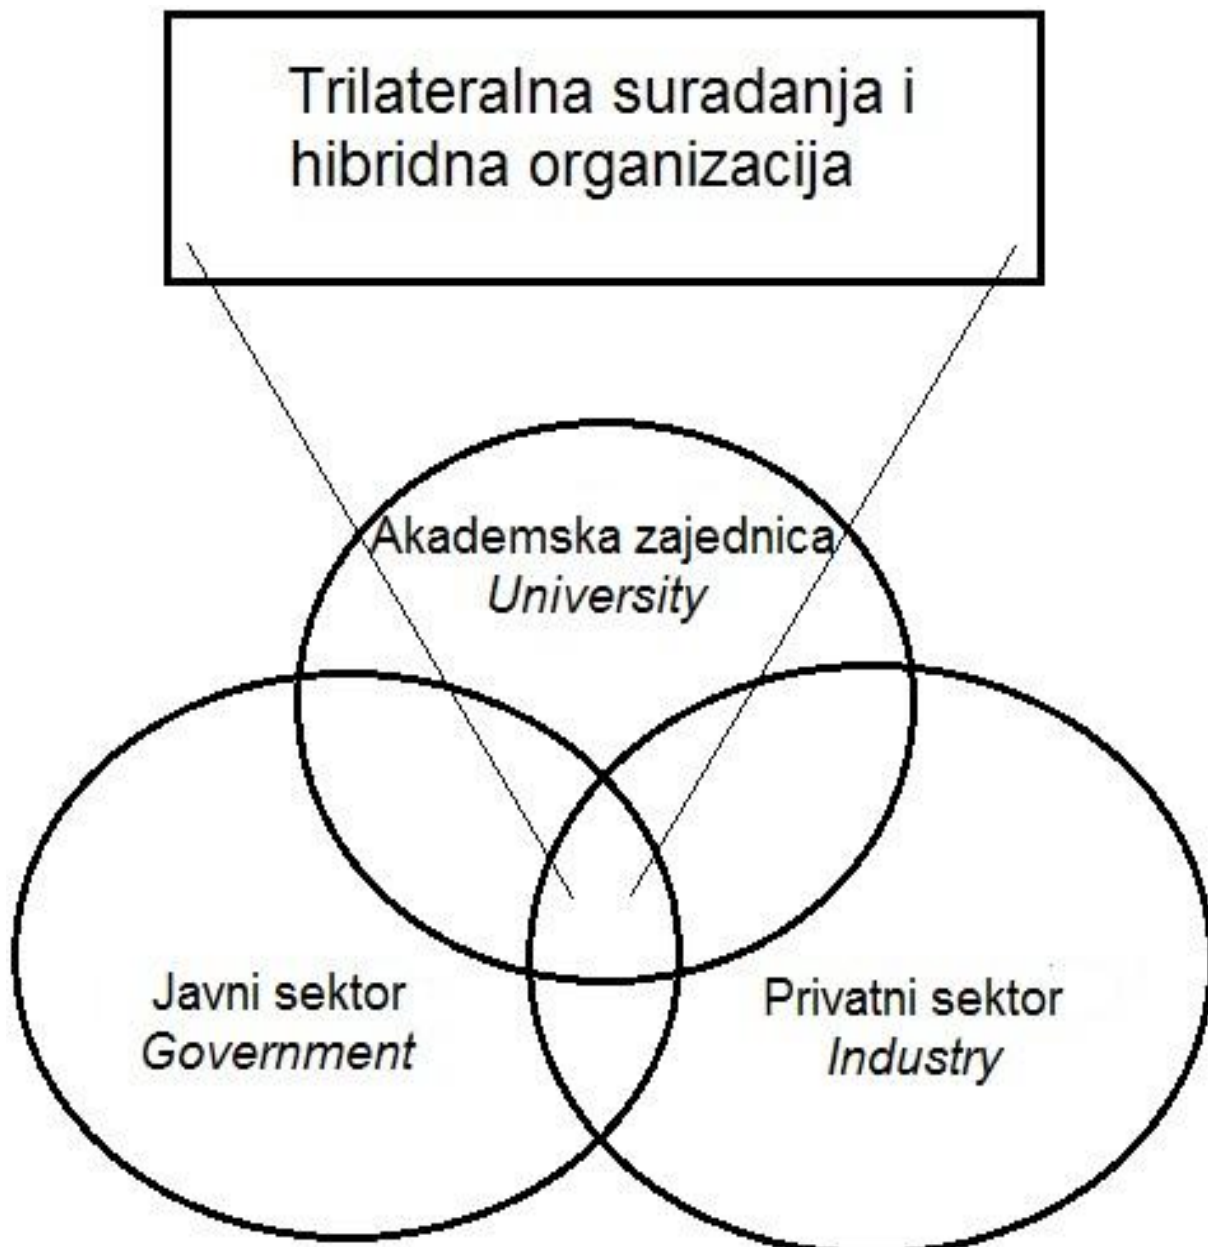 Trilateralna suradanja i
hibridna organizacija
Akademska zajednica
University
Javni sektor
Government
Privatni sektor
Industry